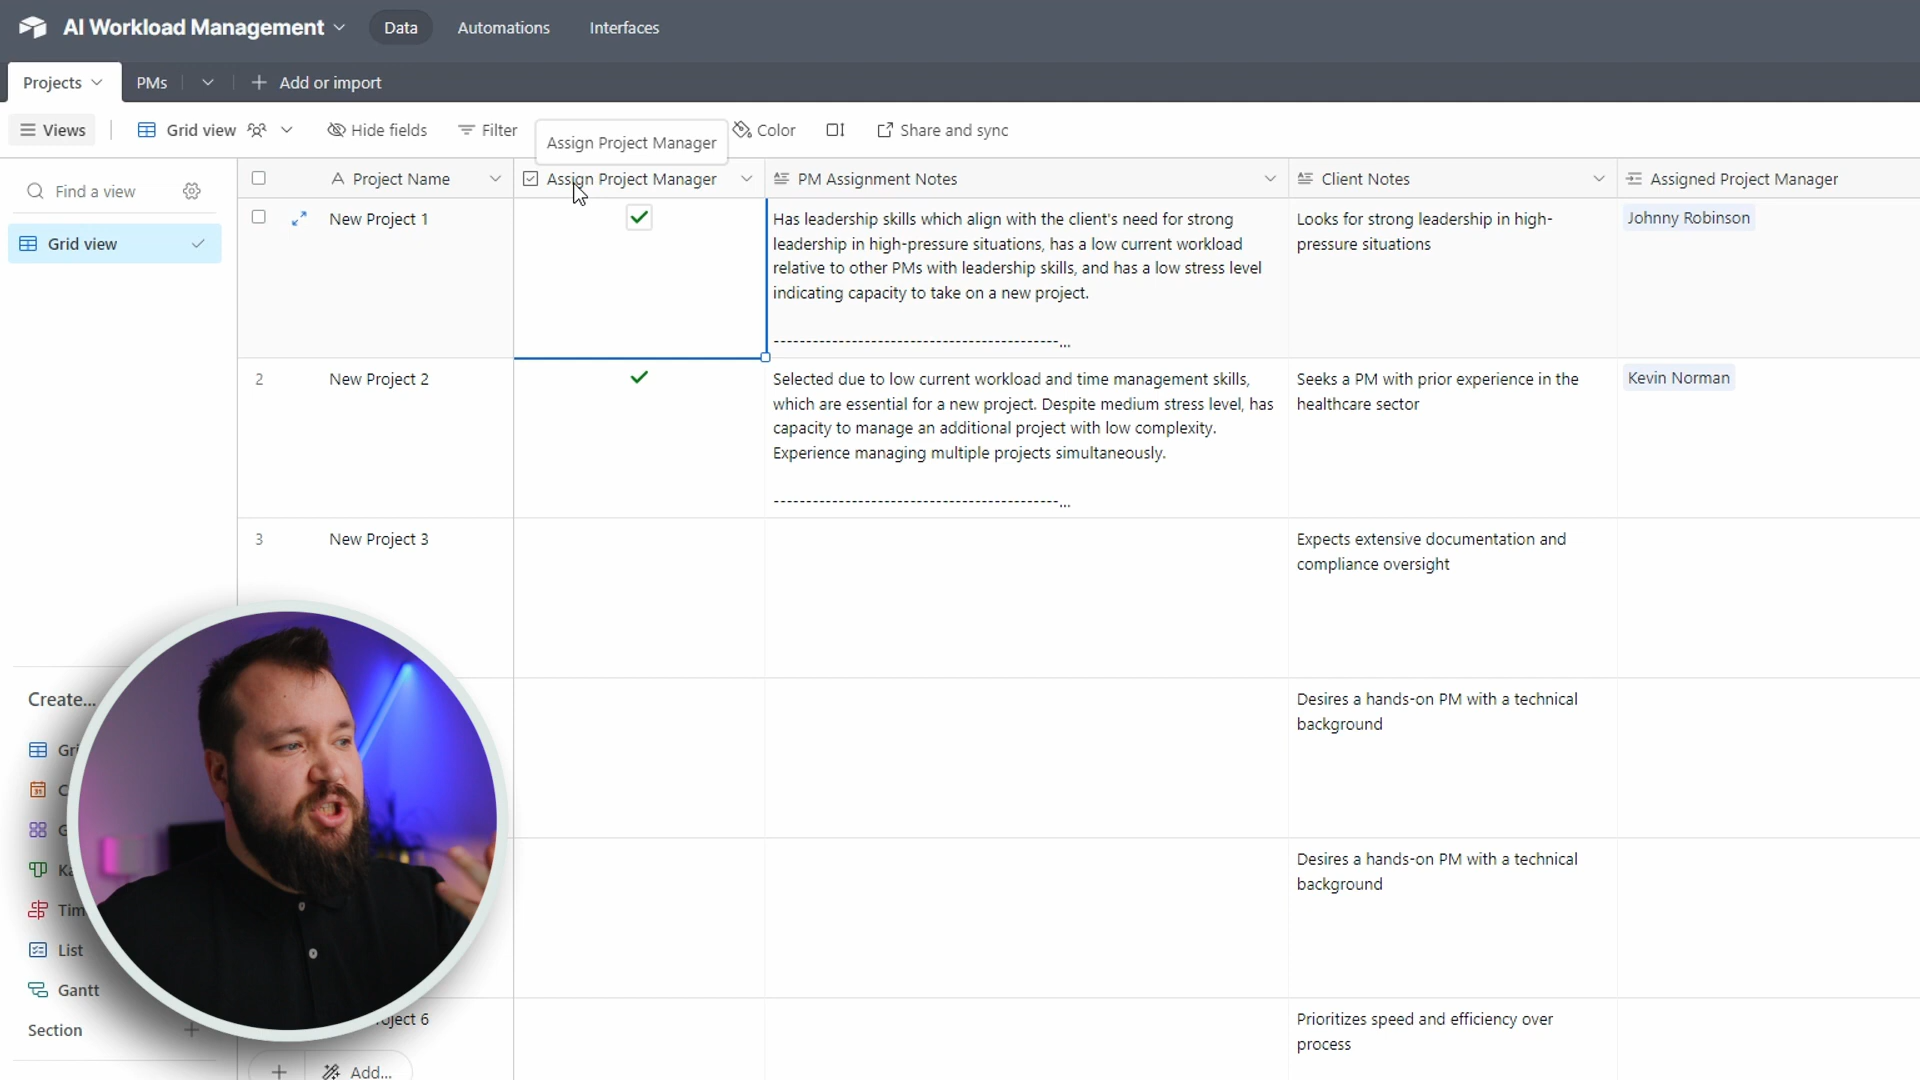 AI Workload Management
Data
Automations
Interfaces
Projects
PMs
Add or import
Views
Grid view
Hide fields
Filter
Assign Project Manager
Color
Share and sync
Find a view
Project Name
Assign Project Manager
PM Assignment Notes
Client Notes
Assigned Project Manager
Grid view
New Project 1
Has leadership skills which align with the client's need for strong
leadership in high-pressure situations, has a low current workload
relative to other PMs with leadership skills, and has a low stress level
indicating capacity to take on a new project.
--------------------------------------------...
Looks for strong leadership in high-
pressure situations
Johnny Robinson
2
New Project 2
Selected due to low current workload and time management skills,
which are essential for a new project. Despite medium stress level, has
capacity to manage an additional project with low complexity.
Experience managing multiple projects simultaneously.
--------------------------------------------...
Seeks a PM with prior experience in the
healthcare sector
Kevin Norman
3
New Project 3
Expects extensive documentation and
compliance oversight
Desires a hands-on PM with a technical
background
Desires a hands-on PM with a technical
background
oject 6
Prioritizes speed and efficiency over
process
Create...
Gri
C
G
Ka
Tim
List
Gantt
Section
Add...